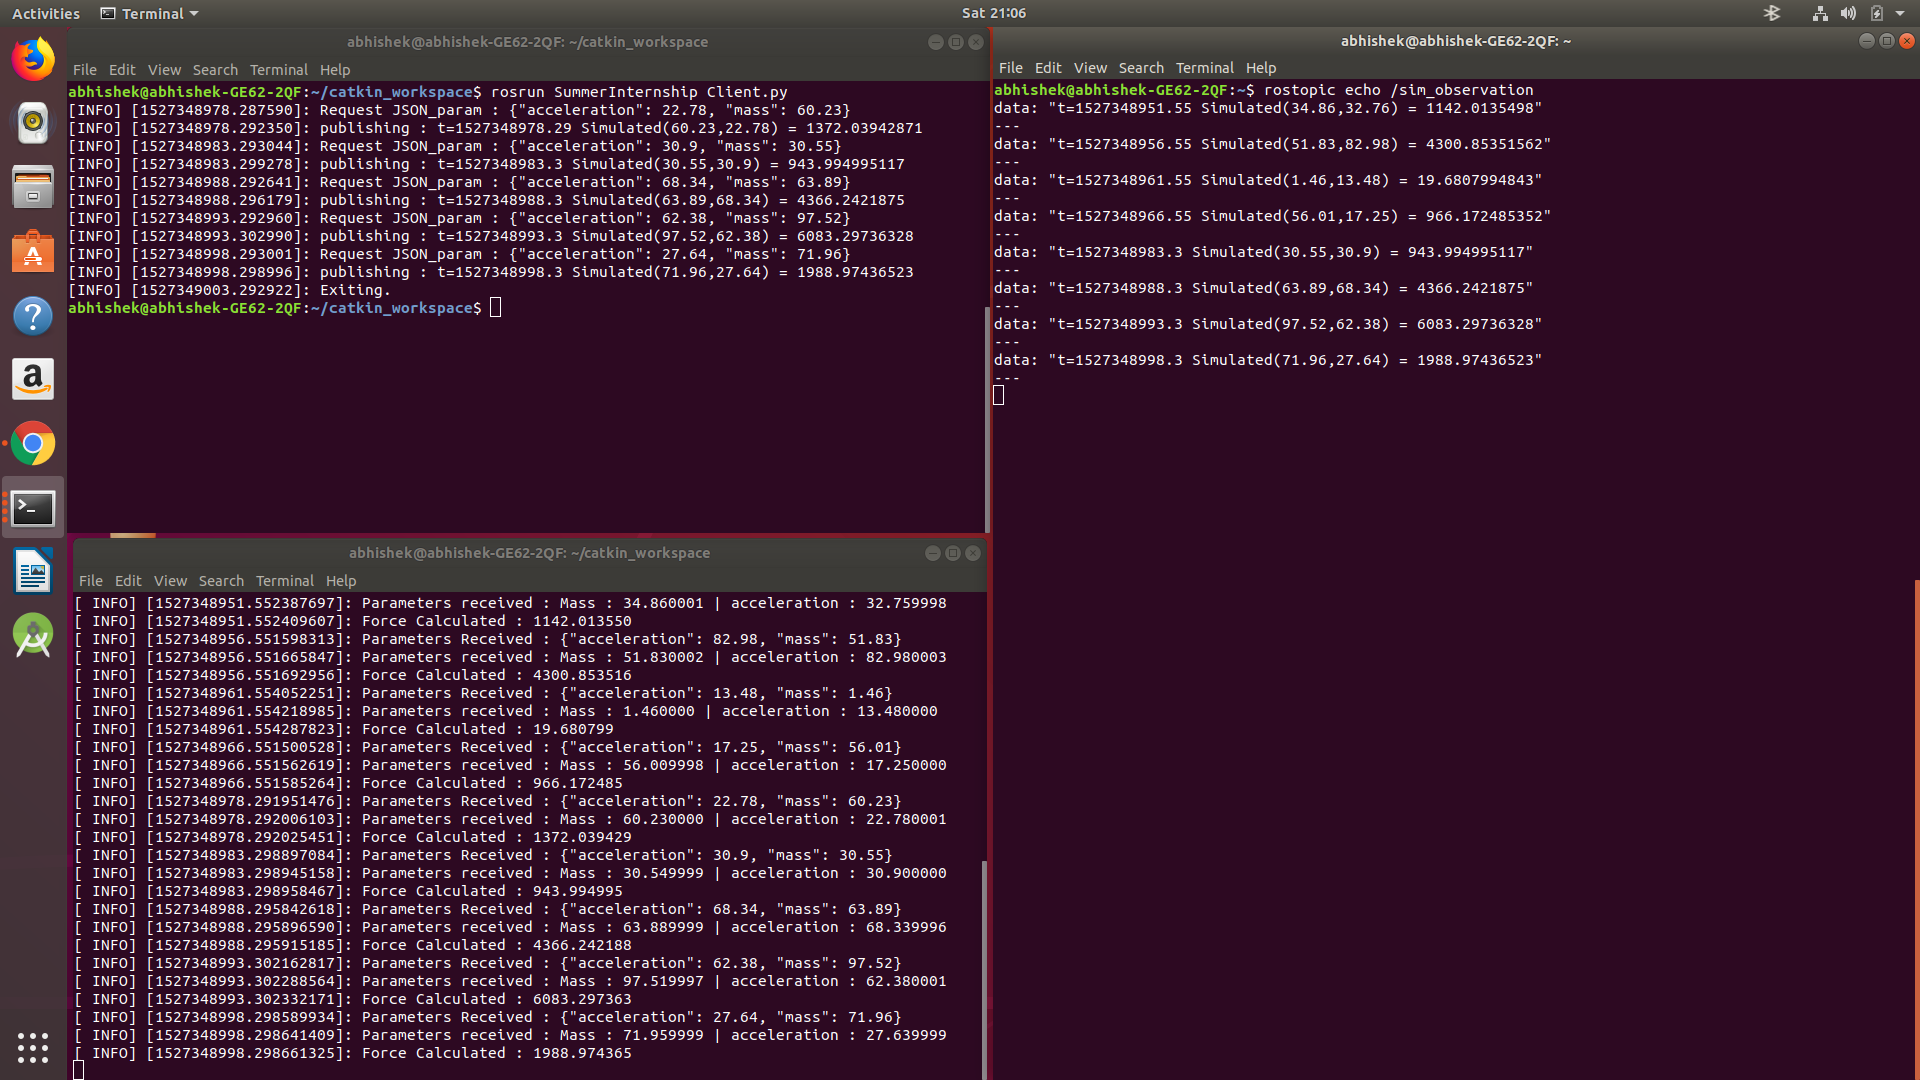 Activities Terminal Sat 21:06
abhishek@abhishek-GE62-2QF: ~/catkin_workspace
File Edit View Search Terminal Help
abhishek@abhishek-GE62-2QF:~/catkin_workspace$ rosrun SummerInternship Client.py
[INFO] [1527348978.287590]: Request JSON_param : {"acceleration": 22.78, "mass": 60.23}
[INFO] [1527348978.292350]: publishing : t=1527348978.29 Simulated(60.23,22.78) = 1372.03942871
[INFO] [1527348983.293044]: Request JSON_param : {"acceleration": 30.9, "mass": 30.55}
[INFO] [1527348983.299278]: publishing : t=1527348983.3 Simulated(30.55,30.9) = 943.994995117
[INFO] [1527348988.292641]: Request JSON_param : {"acceleration": 68.34, "mass": 63.89}
[INFO] [1527348988.296179]: publishing : t=1527348988.3 Simulated(63.89,68.34) = 4366.2421875
[INFO] [1527348993.292960]: Request JSON_param : {"acceleration": 62.38, "mass": 97.52}
[INFO] [1527348993.302990]: publishing : t=1527348993.3 Simulated(97.52,62.38) = 6083.29736328
[INFO] [1527348998.293001]: Request JSON_param : {"acceleration": 27.64, "mass": 71.96}
[INFO] [1527348998.298996]: publishing : t=1527348998.3 Simulated(71.96,27.64) = 1988.97436523
[INFO] [1527349003.292922]: Exiting.
abhishek@abhishek-GE62-2QF:~/catkin_workspace$
abhishek@abhishek-GE62-2QF: ~
File Edit View Search Terminal Help
abhishek@abhishek-GE62-2QF:~$ rostopic echo /sim_observation
data: "t=1527348951.55 Simulated(34.86,32.76) = 1142.0135498"
---
data: "t=1527348956.55 Simulated(51.83,82.98) = 4300.85351562"
---
data: "t=1527348961.55 Simulated(1.46,13.48) = 19.6807994843"
---
data: "t=1527348966.55 Simulated(56.01,17.25) = 966.172485352"
---
data: "t=1527348983.3 Simulated(30.55,30.9) = 943.994995117"
---
data: "t=1527348988.3 Simulated(63.89,68.34) = 4366.2421875"
---
data: "t=1527348993.3 Simulated(97.52,62.38) = 6083.29736328"
---
data: "t=1527348998.3 Simulated(71.96,27.64) = 1988.97436523"
---
abhishek@abhishek-GE62-2QF: ~/catkin_workspace
File Edit View Search Terminal Help
[ INFO] [1527348951.552387697]: Parameters received : Mass : 34.860001 | acceleration : 32.759998
[ INFO] [1527348951.552409607]: Force Calculated : 1142.013550
[ INFO] [1527348956.551598313]: Parameters Received : {"acceleration": 82.98, "mass": 51.83}
[ INFO] [1527348956.551665847]: Parameters received : Mass : 51.830002 | acceleration : 82.980003
[ INFO] [1527348956.551692956]: Force Calculated : 4300.853516
[ INFO] [1527348961.554052251]: Parameters Received : {"acceleration": 13.48, "mass": 1.46}
[ INFO] [1527348961.554218985]: Parameters received : Mass : 1.460000 | acceleration : 13.480000
[ INFO] [1527348961.554287823]: Force Calculated : 19.680799
[ INFO] [1527348966.551500528]: Parameters Received : {"acceleration": 17.25, "mass": 56.01}
[ INFO] [1527348966.551562619]: Parameters received : Mass : 56.009998 | acceleration : 17.250000
[ INFO] [1527348966.551585264]: Force Calculated : 966.172485
[ INFO] [1527348978.291951476]: Parameters Received : {"acceleration": 22.78, "mass": 60.23}
[ INFO] [1527348978.292006103]: Parameters received : Mass : 60.230000 | acceleration : 22.780001
[ INFO] [1527348978.292025451]: Force Calculated : 1372.039429
[ INFO] [1527348983.298897084]: Parameters Received : {"acceleration": 30.9, "mass": 30.55}
[ INFO] [1527348983.298945158]: Parameters received : Mass : 30.549999 | acceleration : 30.900000
[ INFO] [1527348983.298958467]: Force Calculated : 943.994995
[ INFO] [1527348988.295842618]: Parameters Received : {"acceleration": 68.34, "mass": 63.89}
[ INFO] [1527348988.295896590]: Parameters received : Mass : 63.889999 | acceleration : 68.339996
[ INFO] [1527348988.295915185]: Force Calculated : 4366.242188
[ INFO] [1527348993.302162817]: Parameters Received : {"acceleration": 62.38, "mass": 97.52}
[ INFO] [1527348993.302288564]: Parameters received : Mass : 97.519997 | acceleration : 62.380001
[ INFO] [1527348993.302332171]: Force Calculated : 6083.297363
[ INFO] [1527348998.298589934]: Parameters Received : {"acceleration": 27.64, "mass": 71.96}
[ INFO] [1527348998.298641409]: Parameters received : Mass : 71.959999 | acceleration : 27.639999
[ INFO] [1527348998.298661325]: Force Calculated : 1988.974365